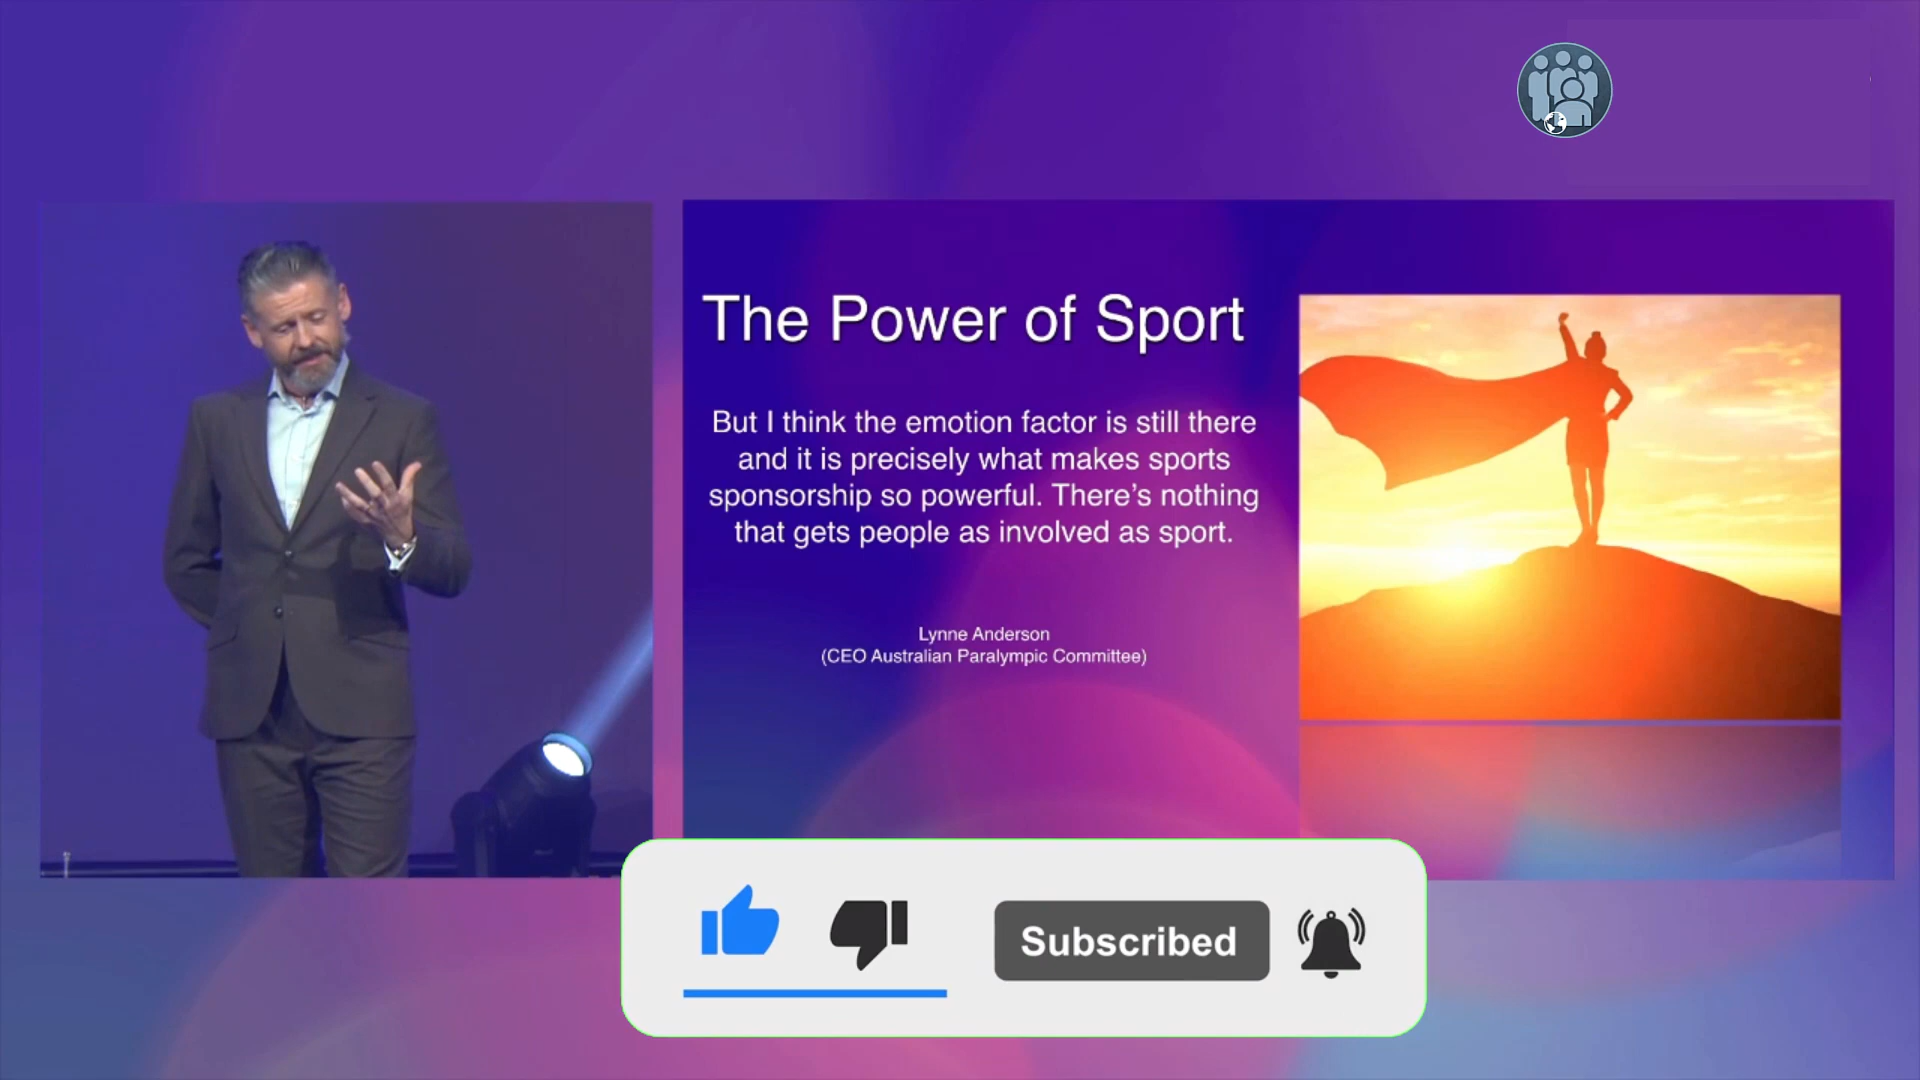 The Power of Sport
But I think the emotion factor is still there
and it is precisely what makes sports
sponsorship so powerful. There's nothing
that gets people as involved as sport.
Lynne Anderson
(CEO Australian Paralympic Committee)
Subscribed